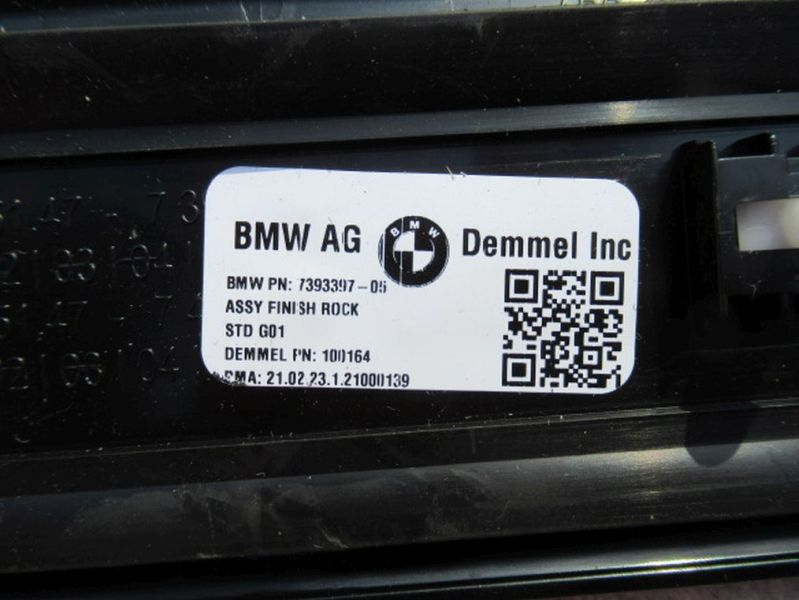 BMW AG BMW Demmel Inc
BMW PN: 7393397-05
ASSY FINISH ROCK
STD G01
DEMMEL PN: 100164
RMA: 21.02.23.1.21000139